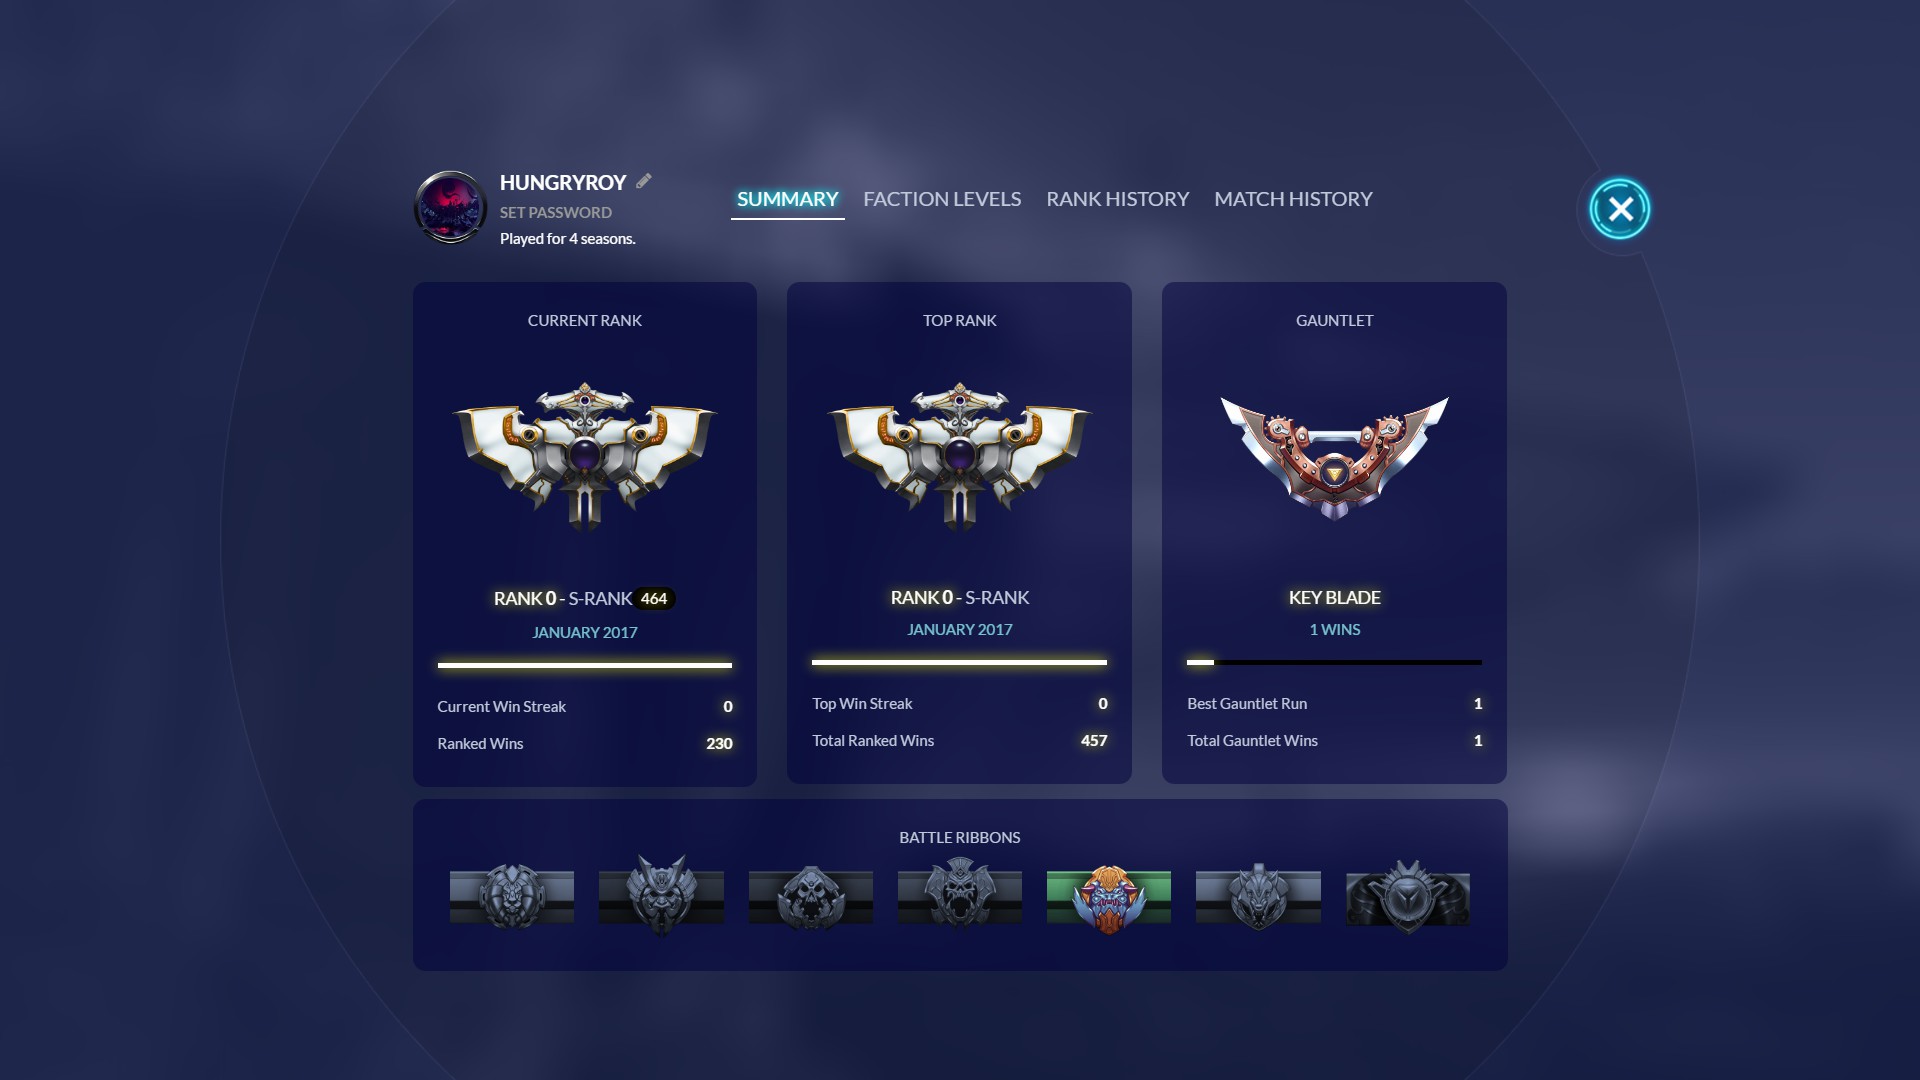 HUNGRYROY
SET PASSWORD
Played for 4 seasons.
SUMMARY FACTION LEVELS RANK HISTORY MATCH HISTORY
CURRENT RANK
RANK 0 - S-RANK 464
JANUARY 2017
Current Win Streak 0
Ranked Wins 230
TOP RANK
RANK 0 - S-RANK
JANUARY 2017
Top Win Streak 0
Total Ranked Wins 457
GAUNTLET
KEY BLADE
1 WINS
Best Gauntlet Run 1
Total Gauntlet Wins 1
BATTLE RIBBONS